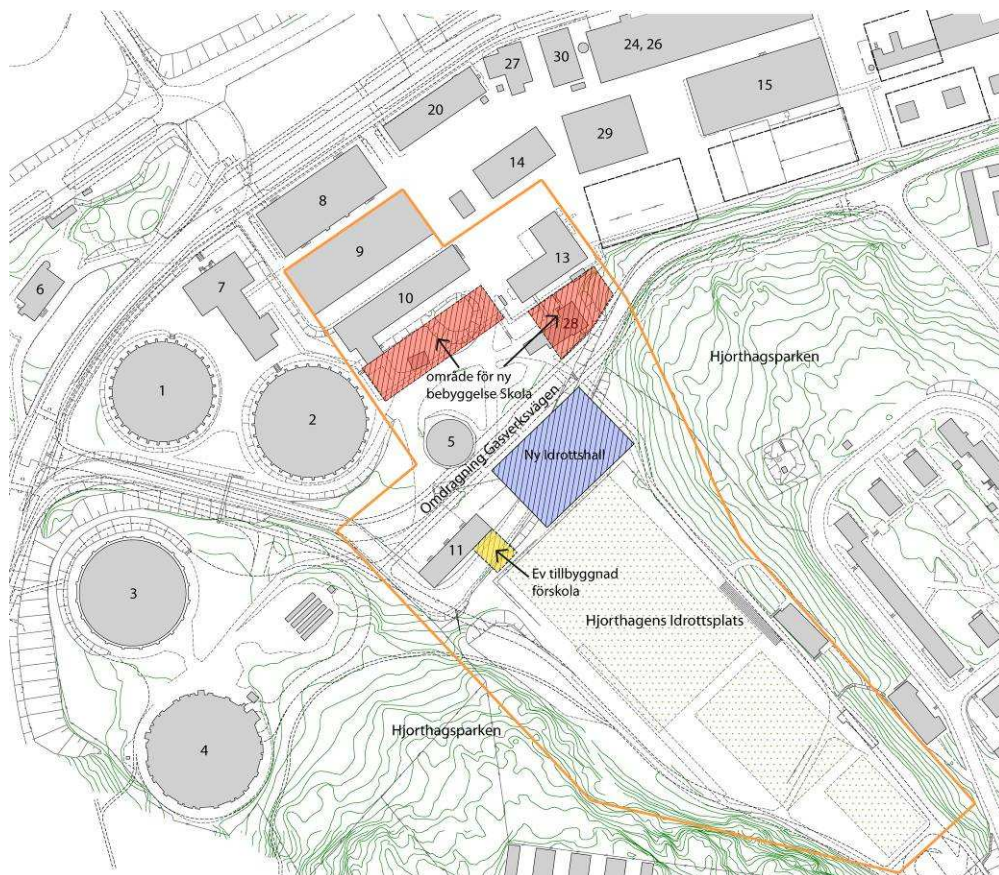 24, 26
30
27
15
20
29
14
8
9
13
6
7
10
28
Hjorthagsparken
område för ny
bebyggelse Skola
1
2
5
Omdragning Gasverksvägen
Ny Idrottshall
11
Ev tillbyggnad
förskola
3
Hjorthagens Idrottsplats
Hjorthagsparken
4